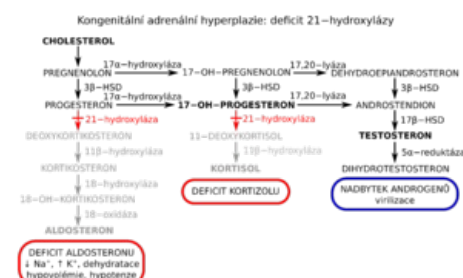 Kongenitální adrenální hyperplazie: deficit 21−hydroxylázy
CHOLESTEROL
PREGNENOLON 17α−hydroxyláza 17−OH−PREGNENOLON 17,20−lyáza DEHYDROEPIANDROSTERON
3β−HSD 3β−HSD 3β−HSD
PROGESTERON 17α−hydroxyláza 17−OH−PROGESTERON 17,20−lyáza ANDROSTENDION
21−hydroxyláza 21−hydroxyláza 17β−HSD
DEOXYKORTIKOSTERON 11−DEOXYKORTISOL TESTOSTERON
11β−hydroxyláza 11β−hydroxyláza 5α−reduktáza
KORTIKOSTERON KORTISOL DIHYDROTESTOSTERON
18−hydroxyláza DEFICIT KORTIZOLU NADBYTEK ANDROGENŮ
virilizace
18−OH−KORTIKOSTERON
18−oxidáza
ALDOSTERON
DEFICIT ALDOSTERONU
↓ Na⁺, ↑ K⁺, dehydratace
hypovolémie, hypotenze